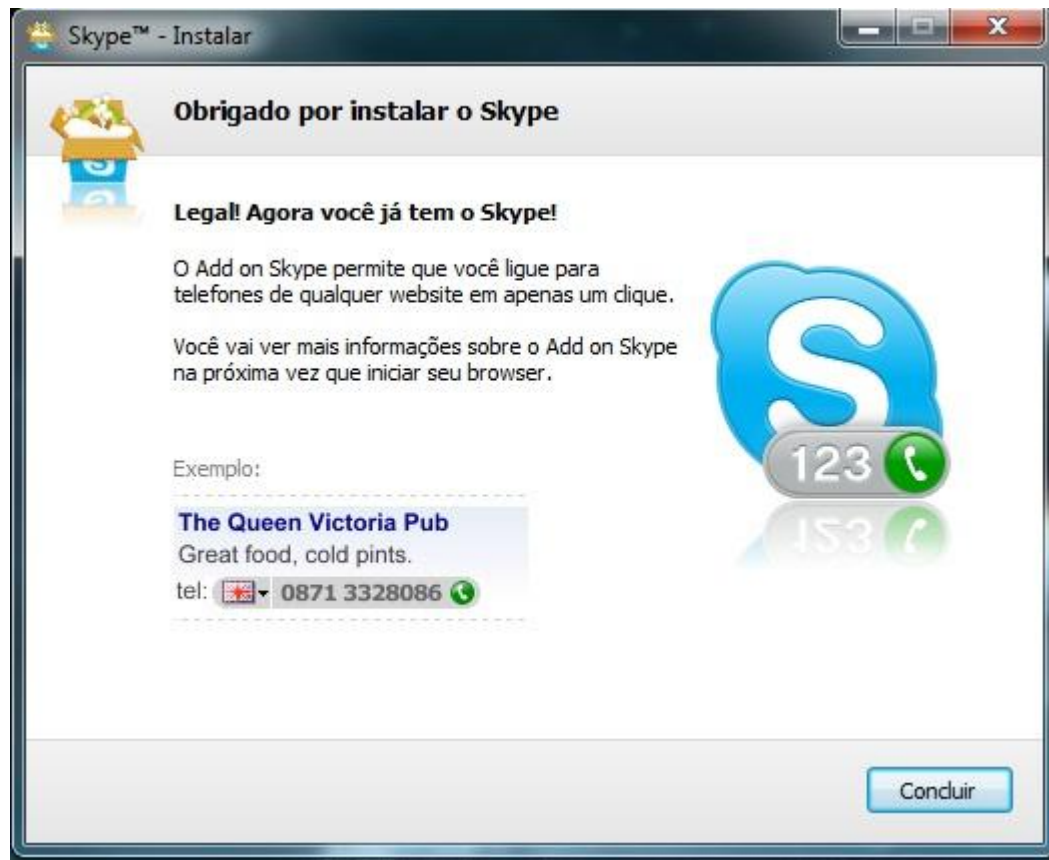 Skype™ - Instalar
Obrigado por instalar o Skype
Legal! Agora você já tem o Skype!
O Add on Skype permite que você ligue para
telefones de qualquer website em apenas um clique.
Você vai ver mais informações sobre o Add on Skype
na próxima vez que iniciar seu browser.
123
Exemplo:
The Queen Victoria Pub
Great food, cold pints.
tel: 0871 3328086
Concluir